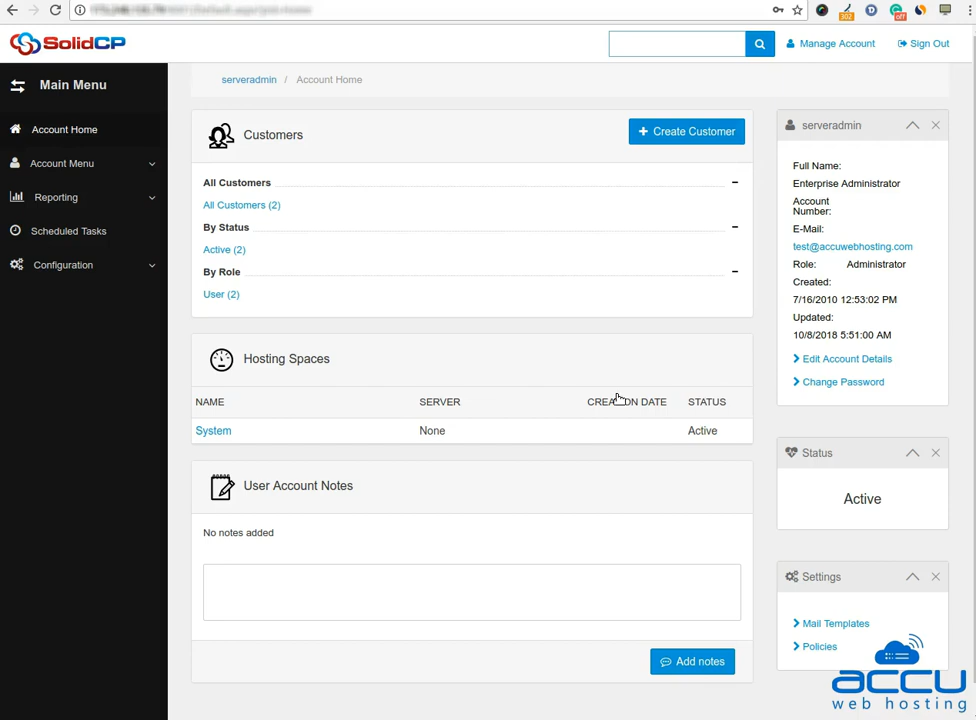 302
off
SolidCP
Manage Account
Sign Out
Main Menu
serveradmin / Account Home
Account Home
Account Menu
Reporting
Scheduled Tasks
Configuration
Customers
+ Create Customer
All Customers
All Customers (2)
By Status
Active (2)
By Role
User (2)
Hosting Spaces
NAME SERVER CREATION DATE STATUS
System None Active
User Account Notes
No notes added
Add notes
serveradmin
Full Name:
Enterprise Administrator
Account
Number:
E-Mail:
test@accuwebhosting.com
Role: Administrator
Created:
7/16/2010 12:53:02 PM
Updated:
10/8/2018 5:51:00 AM
Edit Account Details
Change Password
Status
Active
Settings
Mail Templates
Policies
accu
web hosting